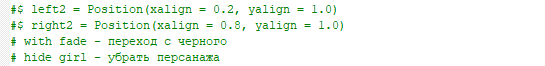 #$ left2 = Position(xalign = 0.2, yalign = 1.0)
#$ right2 = Position(xalign = 0.8, yalign = 1.0)
# with fade - переход с черного
# hide girl - убрать персанажа